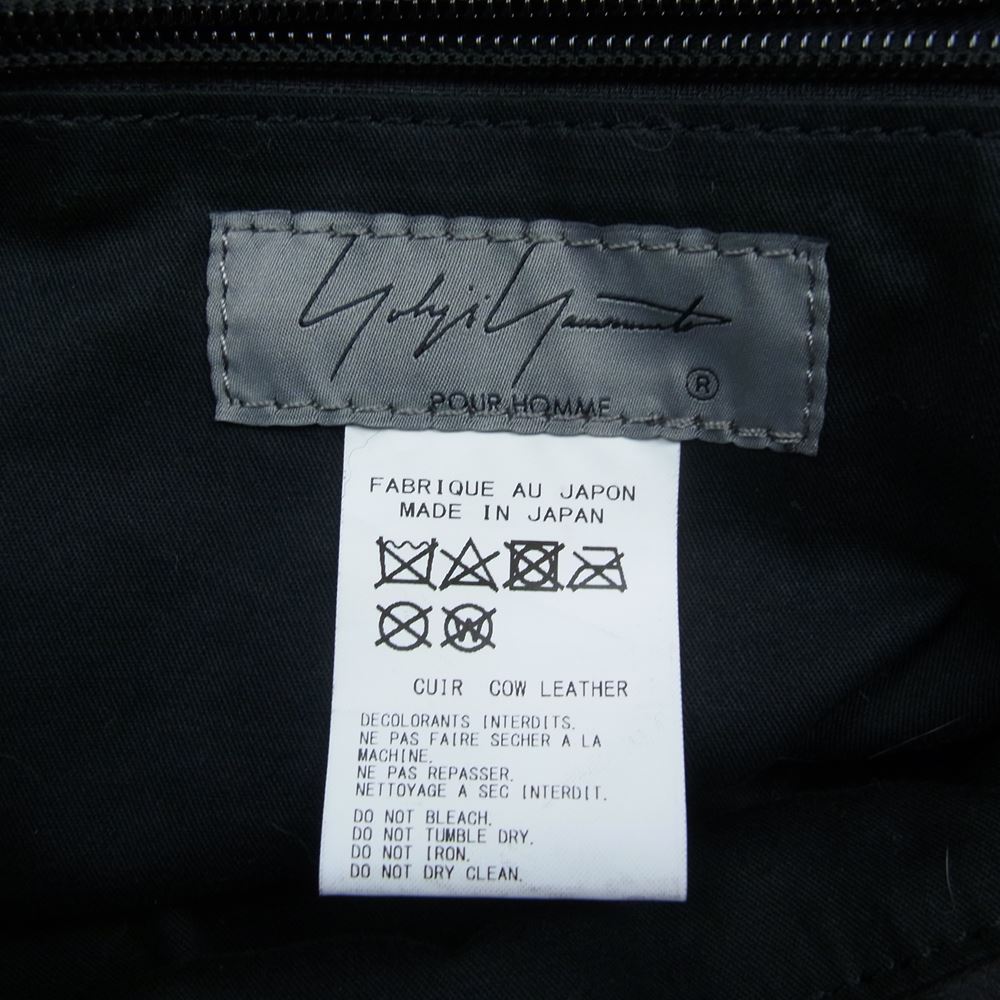 Yohji Yamamoto
®
POUR HOMME
FABRIQUE AU JAPON
MADE IN JAPAN
W
CUIR COW LEATHER
DECOLORANTS INTERDITS.
NE PAS FAIRE SECHER A LA
MACHINE.
NE PAS REPASSER.
NETTOYAGE A SEC INTERDIT.
DO NOT BLEACH.
DO NOT TUMBLE DRY.
DO NOT IRON.
DO NOT DRY CLEAN.